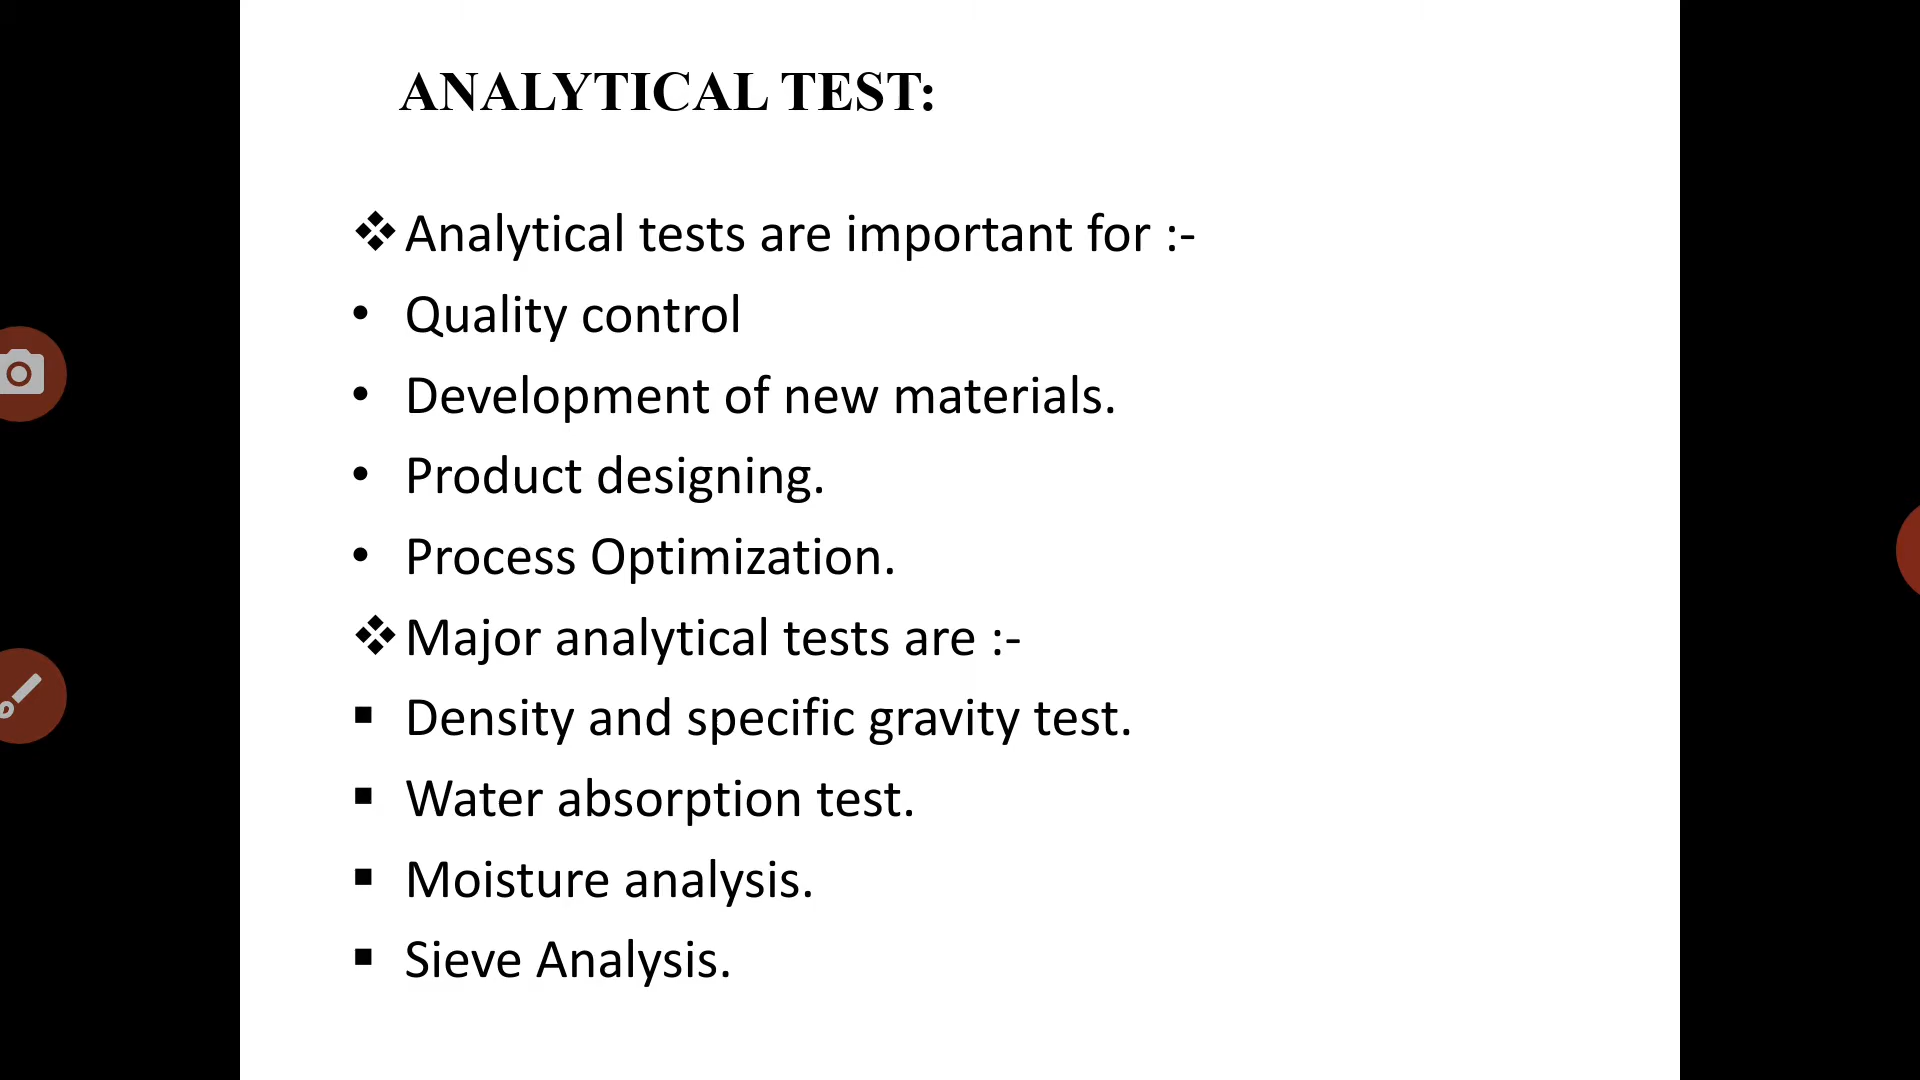 ANALYTICAL TEST:
❖Analytical tests are important for :-
• Quality control
• Development of new materials.
• Product designing.
• Process Optimization.
❖Major analytical tests are :-
▪ Density and specific gravity test.
▪ Water absorption test.
▪ Moisture analysis.
▪ Sieve Analysis.